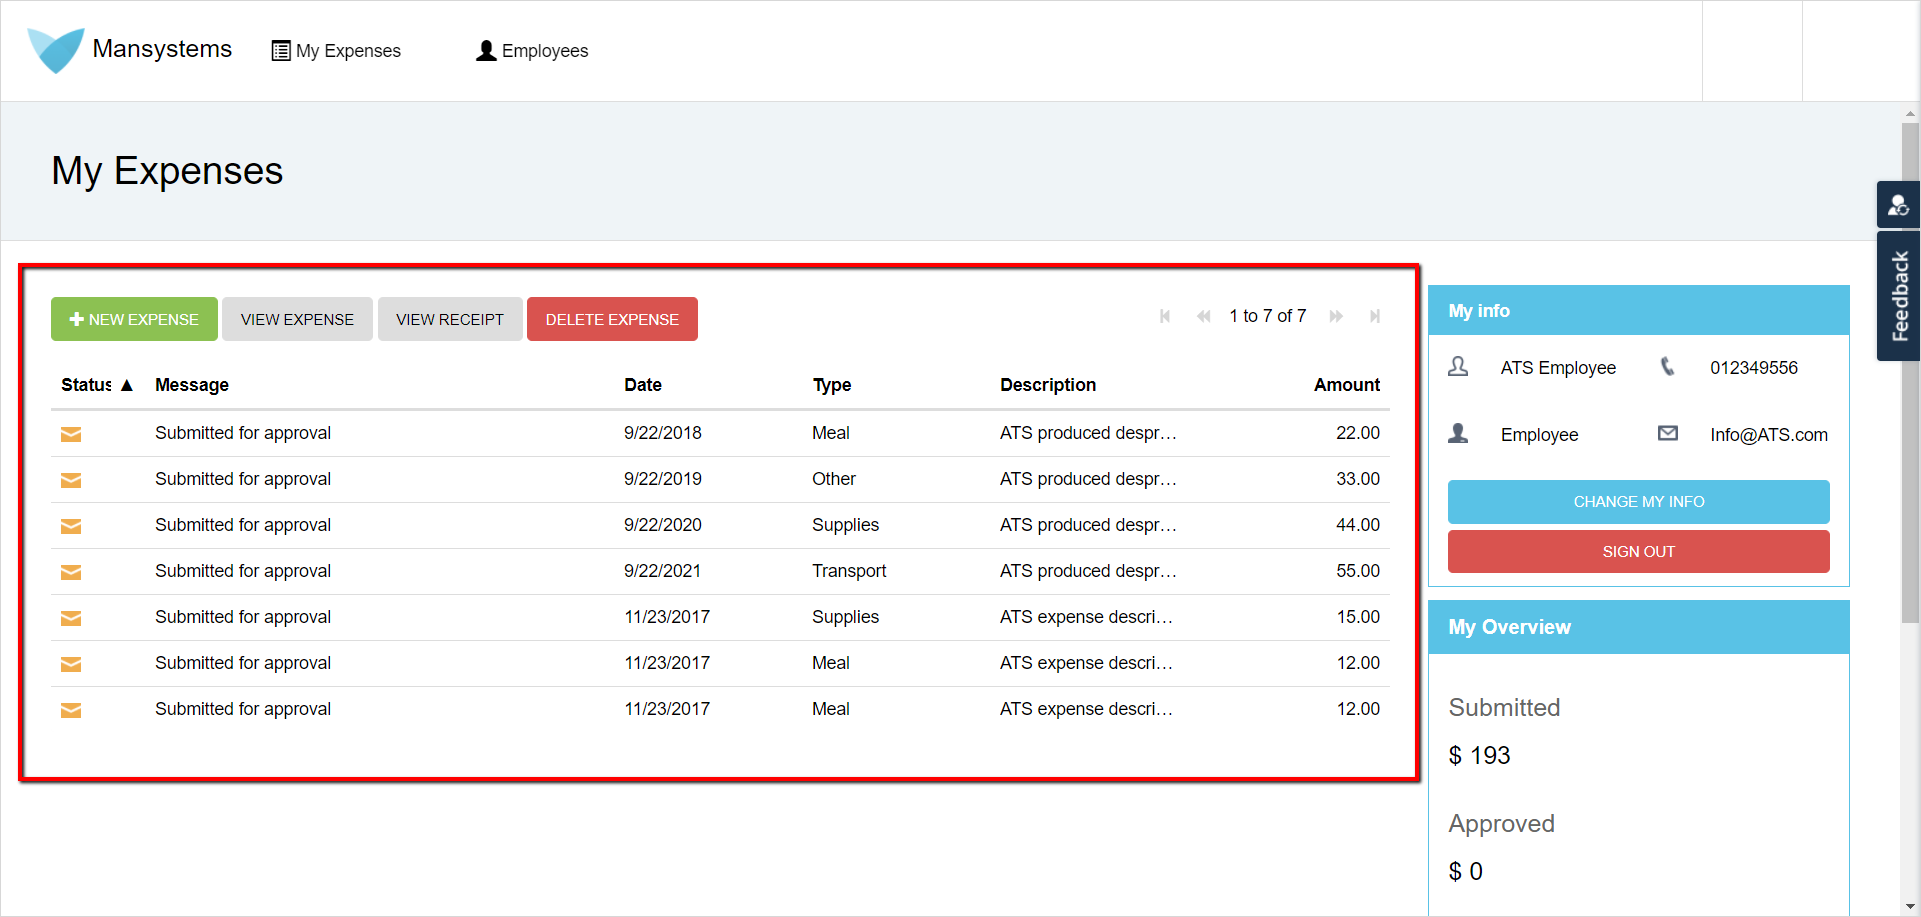 Mansystems My Expenses Employees
My Expenses
NEW EXPENSE VIEW EXPENSE VIEW RECEIPT DELETE EXPENSE 1 to 7 of 7
Status ▲ Message Date Type Description Amount
Submitted for approval 9/22/2018 Meal ATS produced despr… 22.00
Submitted for approval 9/22/2019 Other ATS produced despr… 33.00
Submitted for approval 9/22/2020 Supplies ATS produced despr… 44.00
Submitted for approval 9/22/2021 Transport ATS produced despr… 55.00
Submitted for approval 11/23/2017 Supplies ATS expense descri… 15.00
Submitted for approval 11/23/2017 Meal ATS expense descri… 12.00
Submitted for approval 11/23/2017 Meal ATS expense descri… 12.00
My info
ATS Employee 012349556
Employee Info@ATS.com
CHANGE MY INFO
SIGN OUT
My Overview
Submitted
$ 193
Approved
$ 0
Feedback